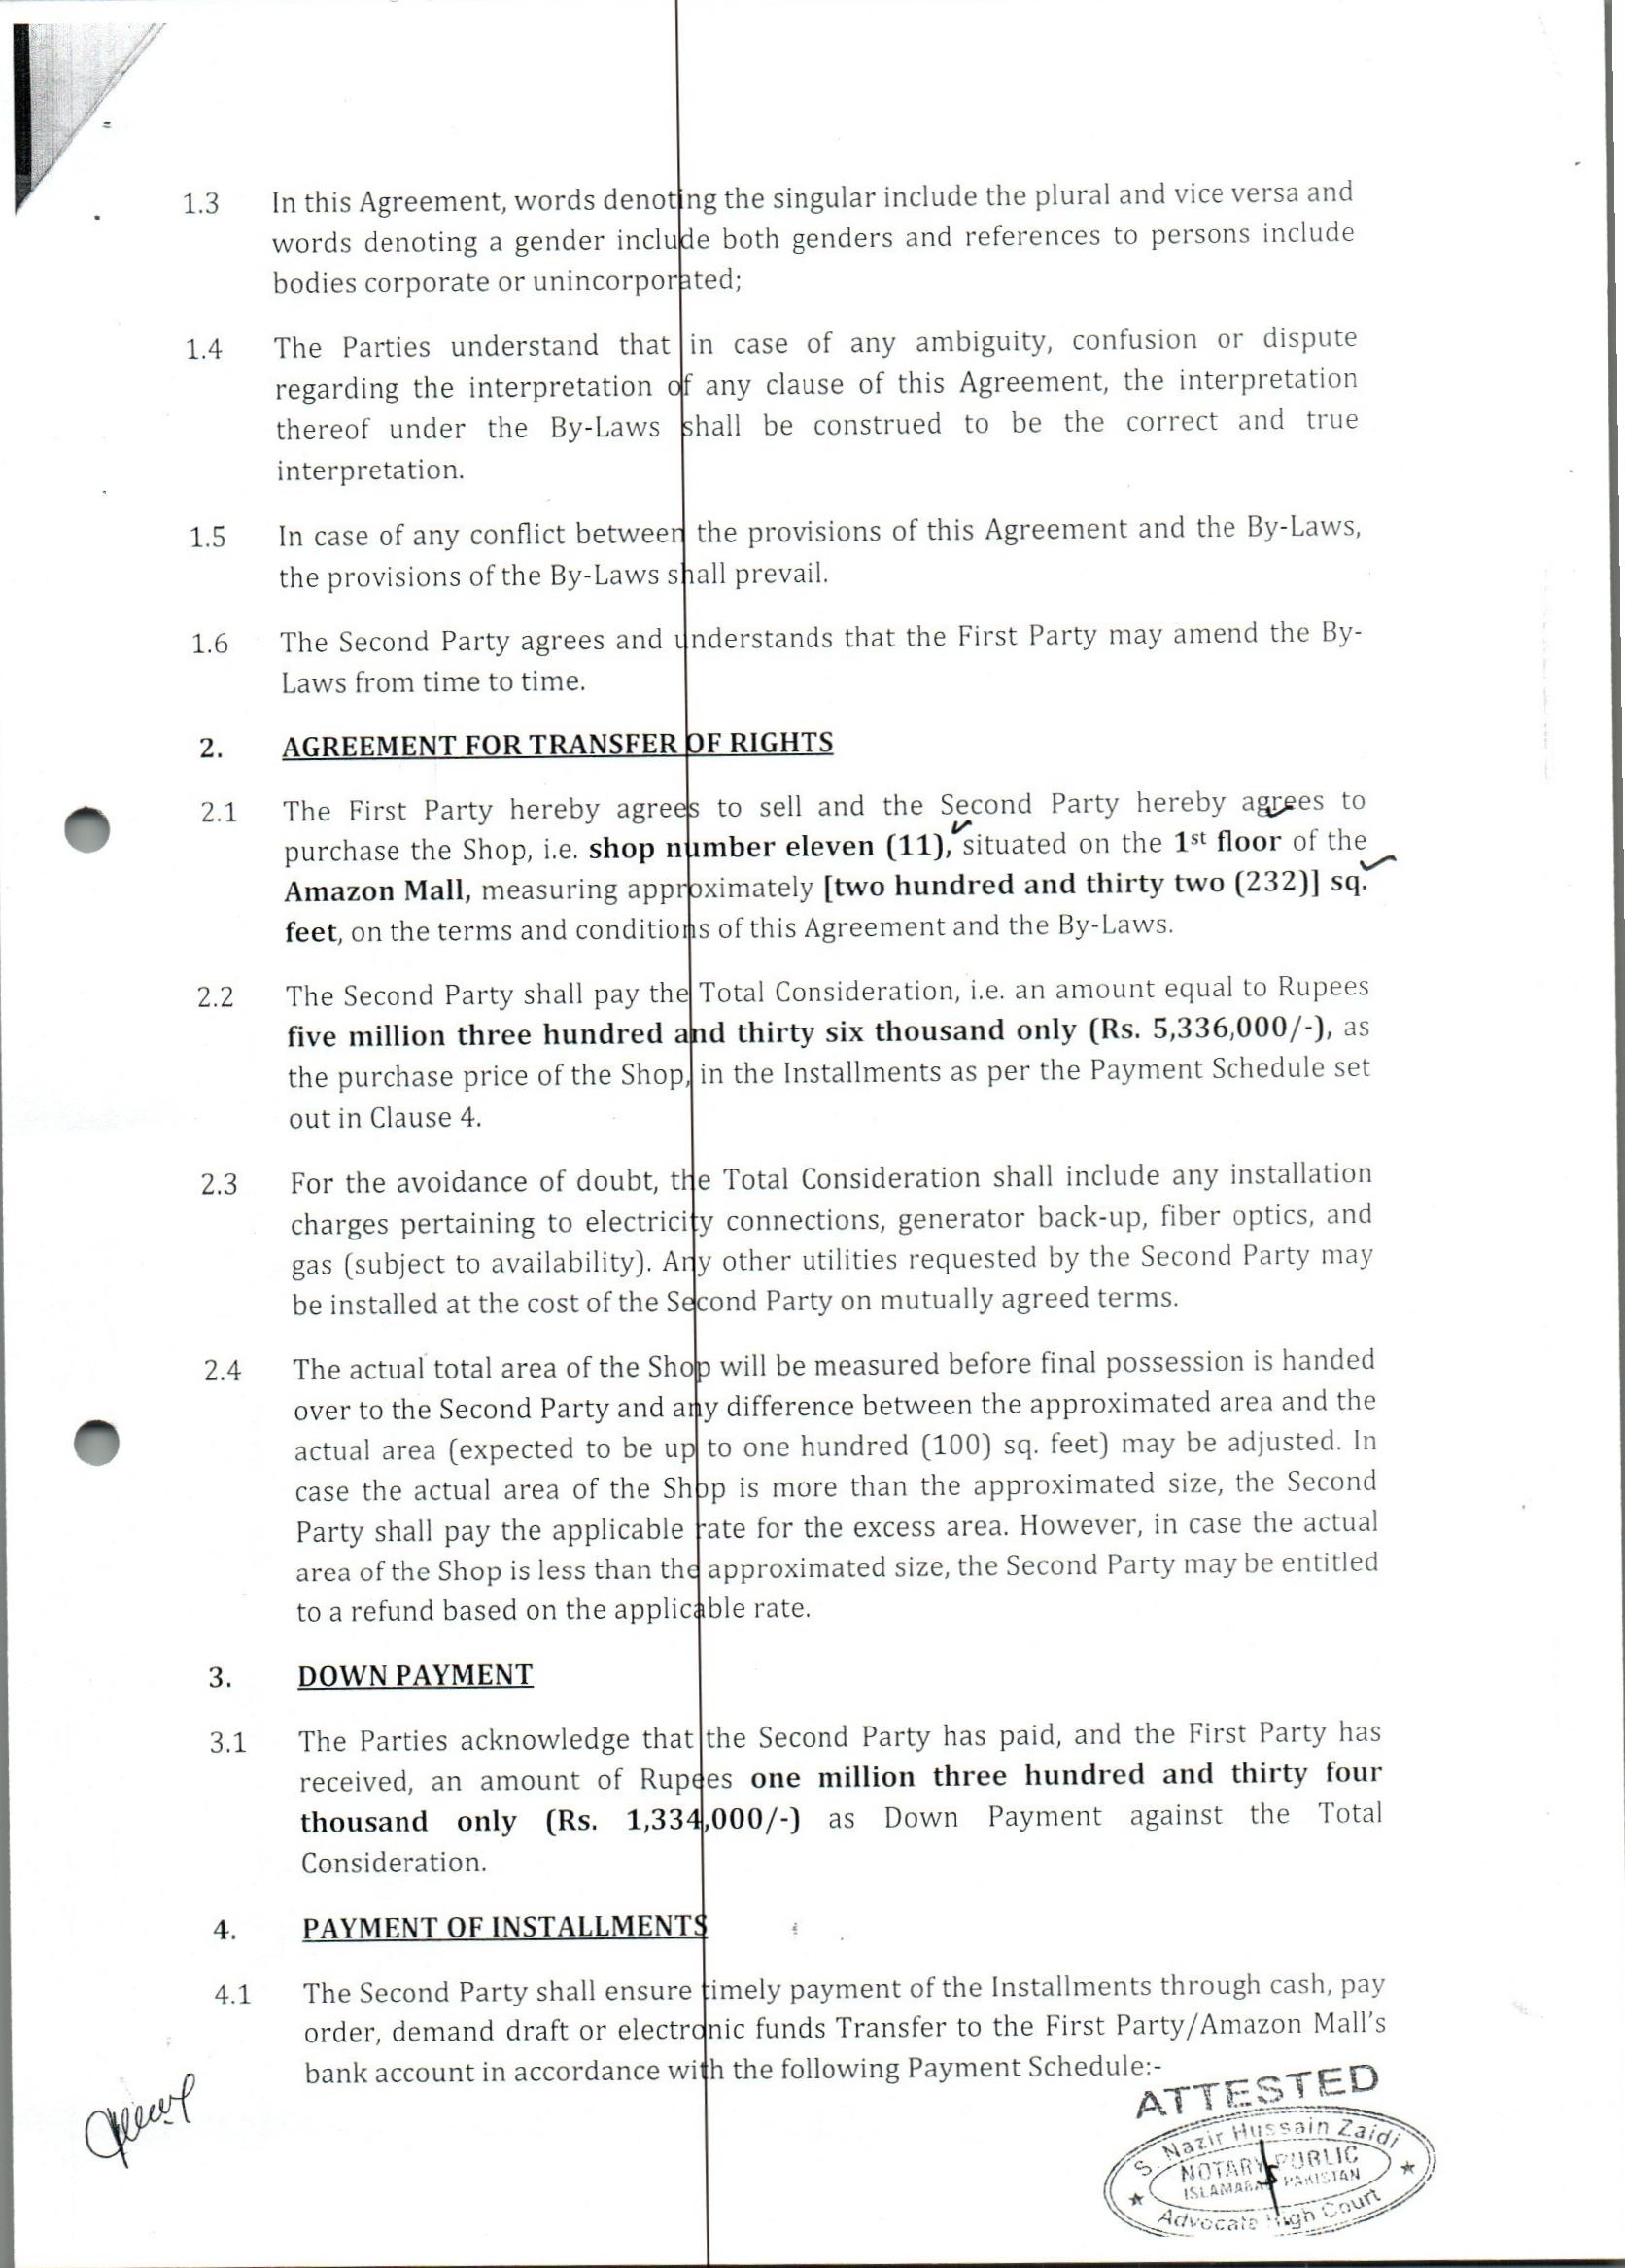 1.3 In this Agreement, words denoting the singular include the plural and vice versa and
words denoting a gender include both genders and references to persons include
bodies corporate or unincorporated;
1.4 The Parties understand that in case of any ambiguity, confusion or dispute
regarding the interpretation of any clause of this Agreement, the interpretation
thereof under the By-Laws shall be construed to be the correct and true
interpretation.
1.5 In case of any conflict between the provisions of this Agreement and the By-Laws,
the provisions of the By-Laws shall prevail.
1.6 The Second Party agrees and understands that the First Party may amend the By-
Laws from time to time.
2. AGREEMENT FOR TRANSFER OF RIGHTS
2.1 The First Party hereby agrees to sell and the Second Party hereby agrees to
purchase the Shop, i.e. shop number eleven (11), situated on the 1st floor of the
Amazon Mall, measuring approximately [two hundred and thirty two (232)] sq.
feet, on the terms and conditions of this Agreement and the By-Laws.
2.2 The Second Party shall pay the Total Consideration, i.e. an amount equal to Rupees
five million three hundred and thirty six thousand only (Rs. 5,336,000/-), as
the purchase price of the Shop, in the Installments as per the Payment Schedule set
out in Clause 4.
2.3 For the avoidance of doubt, the Total Consideration shall include any installation
charges pertaining to electricity connections, generator back-up, fiber optics, and
gas (subject to availability). Any other utilities requested by the Second Party may
be installed at the cost of the Second Party on mutually agreed terms.
2.4 The actual total area of the Shop will be measured before final possession is handed
over to the Second Party and any difference between the approximated area and the
actual area (expected to be up to one hundred (100) sq. feet) may be adjusted. In
case the actual area of the Shop is more than the approximated size, the Second
Party shall pay the applicable rate for the excess area. However, in case the actual
area of the Shop is less than the approximated size, the Second Party may be entitled
to a refund based on the applicable rate.
3. DOWN PAYMENT
3.1 The Parties acknowledge that the Second Party has paid, and the First Party has
received, an amount of Rupees one million three hundred and thirty four
thousand only (Rs. 1,334,000/-) as Down Payment against the Total
Consideration.
4. PAYMENT OF INSTALLMENTS
4.1 The Second Party shall ensure timely payment of the Installments through cash, pay
order, demand draft or electronic funds Transfer to the First Party/Amazon Mall's
bank account in accordance with the following Payment Schedule:-
ATTESTED
S. Nazir Hussain Zaidi
NOTARY PUBLIC
ISLAMABAD PAKISTAN
Advocate High Court